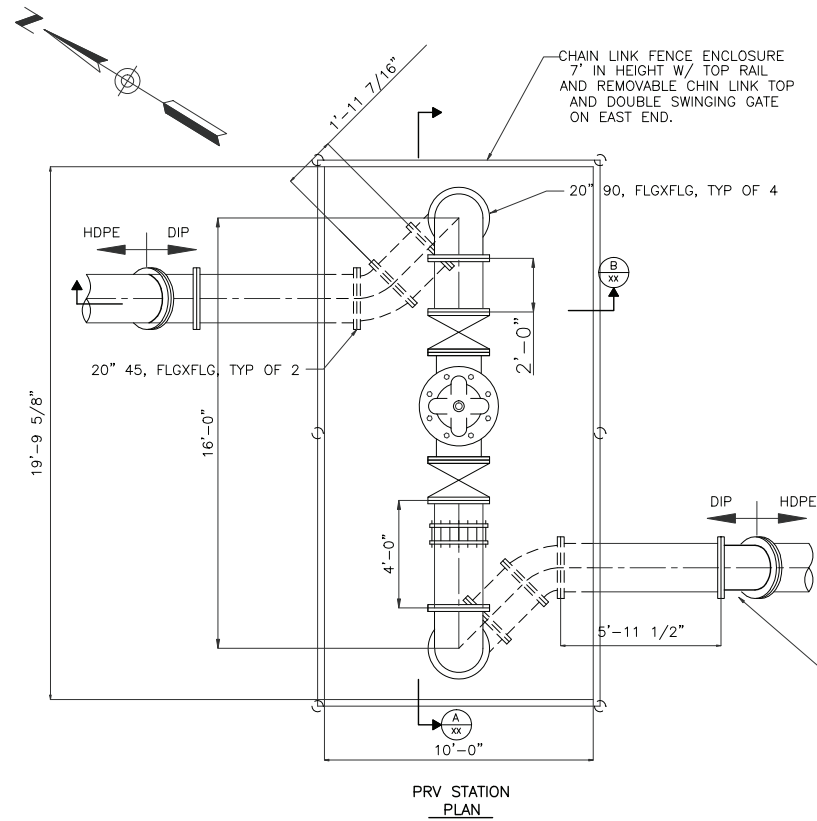 N
CHAIN LINK FENCE ENCLOSURE
7' IN HEIGHT W/ TOP RAIL
AND REMOVABLE CHIN LINK TOP
AND DOUBLE SWINGING GATE
ON EAST END.
1'-11 7/16"
20" 90, FLGXFLG, TYP OF 4
HDPE
DIP
B
XX
2'-0"
20" 45, FLGXFLG, TYP OF 2
19'-9 5/8"
16'-0"
4'-0"
DIP
HDPE
5'-11 1/2"
A
XX
10'-0"
PRV STATION
PLAN